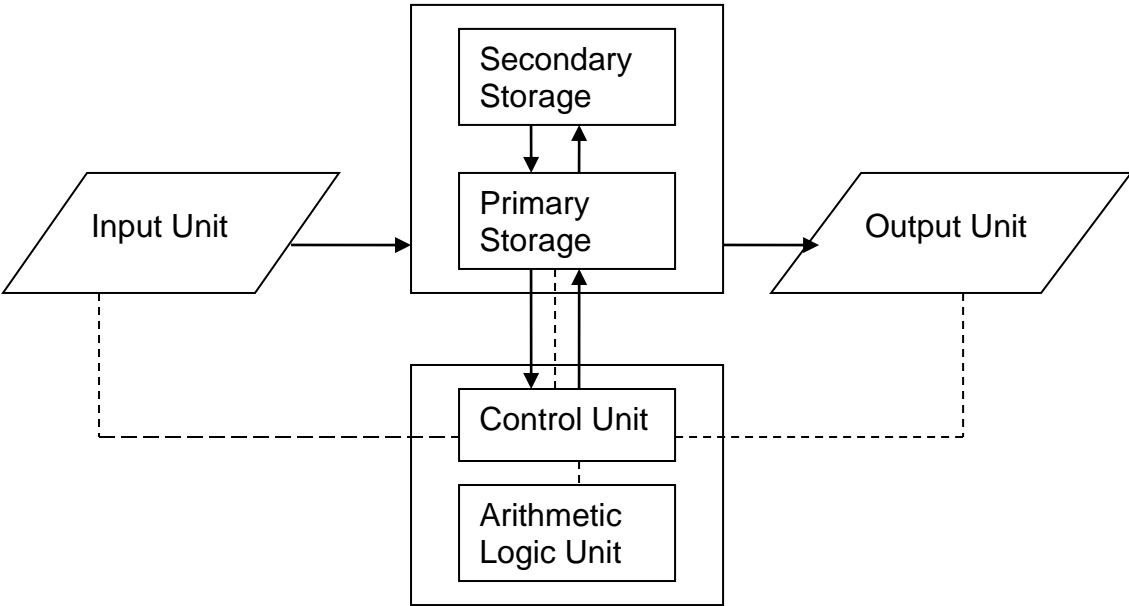 Secondary
Storage
Input Unit
Primary
Storage
Output Unit
Control Unit
Arithmetic
Logic Unit